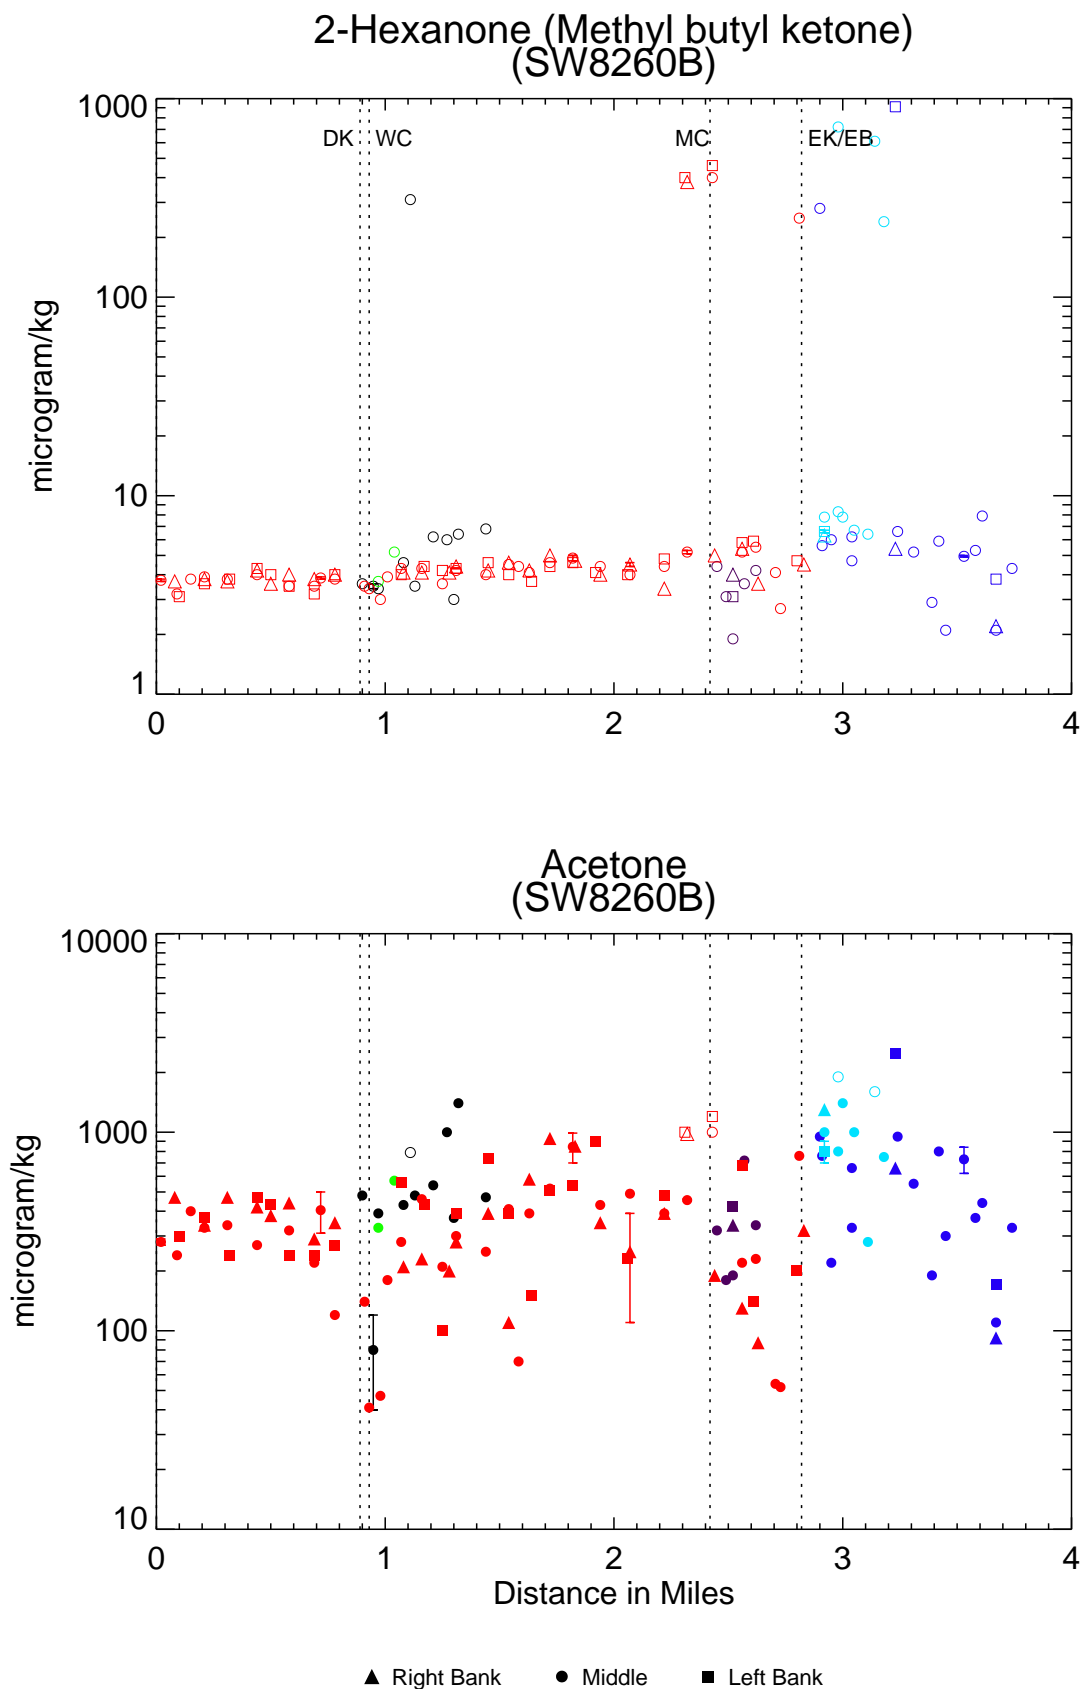 2-Hexanone (Methyl butyl ketone)
(SW8260B)
1000
DK WC MC EK/EB
100
microgram/kg
10
1
0 1 2 3 4
Acetone
(SW8260B)
10000
1000
microgram/kg
100
10
0 1 2 3 4
Distance in Miles
Right Bank Middle Left Bank